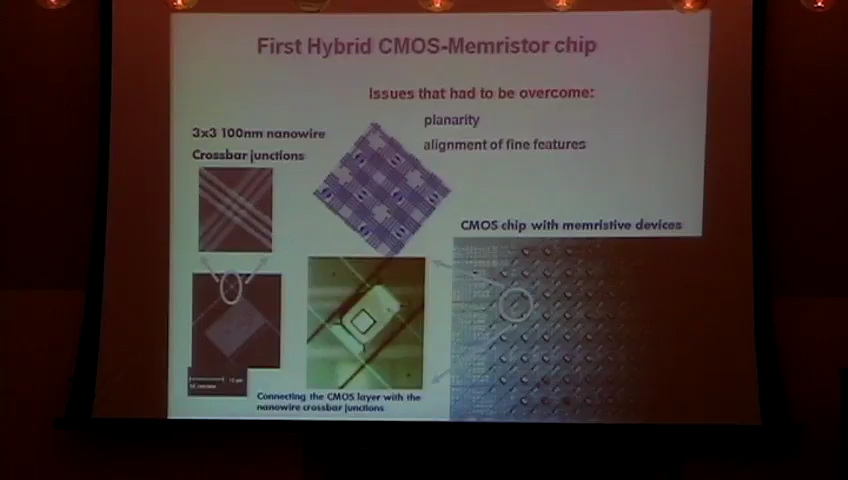 First Hybrid CMOS-Memristor chip
Issues that had to be overcome:
planarity
alignment of fine features
3x3 100nm nanowire
Crossbar junctions
CMOS chip with memristive devices
Connecting the CMOS layer with the
nanowire crossbar junctions